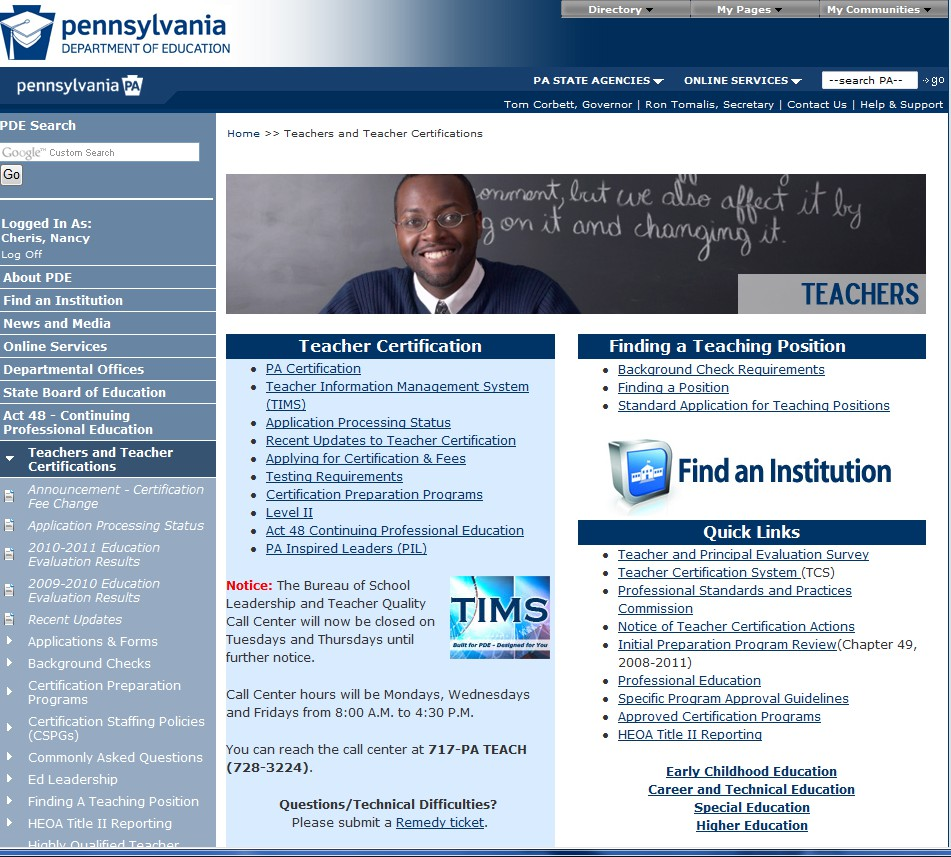 pennsylvania
DEPARTMENT OF EDUCATION
Directory
My Pages
My Communities
pennsylvania PA
PA STATE AGENCIES
ONLINE SERVICES
--search PA--
go
Tom Corbett, Governor | Ron Tomalis, Secretary | Contact Us | Help & Support
PDE Search
Google™ Custom Search
Go
Logged In As:
Cheris, Nancy
Log Off
About PDE
Find an Institution
News and Media
Online Services
Departmental Offices
State Board of Education
Act 48 - Continuing
Professional Education
Teachers and Teacher
Certifications
Announcement - Certification
Fee Change
Application Processing Status
2010-2011 Education
Evaluation Results
2009-2010 Education
Evaluation Results
Recent Updates
Applications & Forms
Background Checks
Certification Preparation
Programs
Certification Staffing Policies
(CSPGs)
Commonly Asked Questions
Ed Leadership
Finding A Teaching Position
HEOA Title II Reporting
Highly Qualified Teacher
Home >> Teachers and Teacher Certifications
omment, but we also affect it by
g on it and changing it.
TEACHERS
Teacher Certification
PA Certification
Teacher Information Management System
(TIMS)
Application Processing Status
Recent Updates to Teacher Certification
Applying for Certification & Fees
Testing Requirements
Certification Preparation Programs
Level II
Act 48 Continuing Professional Education
PA Inspired Leaders (PIL)
Notice: The Bureau of School
Leadership and Teacher Quality
Call Center will now be closed on
Tuesdays and Thursdays until
further notice.
TIMS
Built for PDE - Designed for You
Call Center hours will be Mondays, Wednesdays
and Fridays from 8:00 A.M. to 4:30 P.M.
You can reach the call center at 717-PA TEACH
(728-3224).
Questions/Technical Difficulties?
Please submit a Remedy ticket.
Finding a Teaching Position
Background Check Requirements
Finding a Position
Standard Application for Teaching Positions
Find an Institution
Quick Links
Teacher and Principal Evaluation Survey
Teacher Certification System (TCS)
Professional Standards and Practices
Commission
Notice of Teacher Certification Actions
Initial Preparation Program Review(Chapter 49,
2008-2011)
Professional Education
Specific Program Approval Guidelines
Approved Certification Programs
HEOA Title II Reporting
Early Childhood Education
Career and Technical Education
Special Education
Higher Education